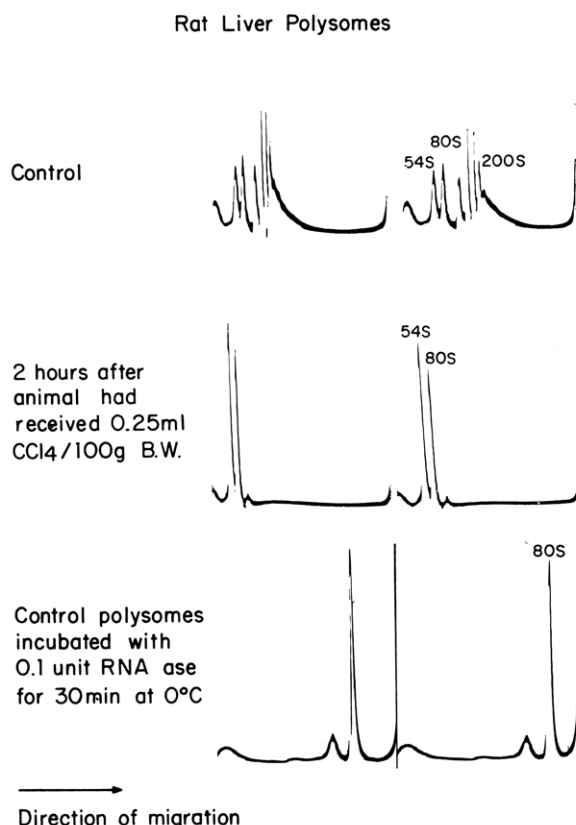 Rat Liver Polysomes
Control
80S
54S
200S
2 hours after
animal had
received 0.25ml
CCl4/100g B.W.
54S
80S
Control polysomes
incubated with
0.1 unit RNA ase
for 30min at 0°C
80S
Direction of migration